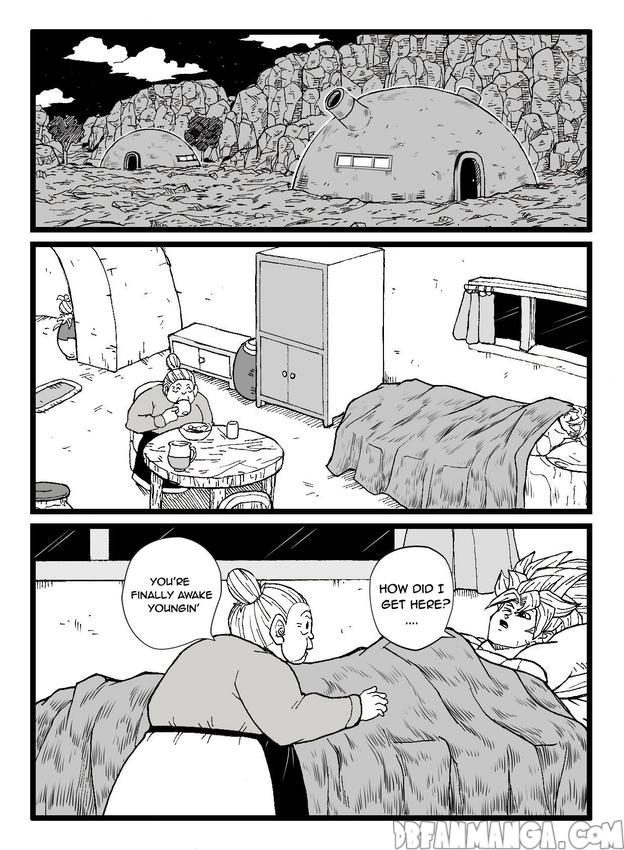 YOU'RE
FINALLY AWAKE
YOUNGIN'
HOW DID I
GET HERE?
....
DBFANMANGA.COM